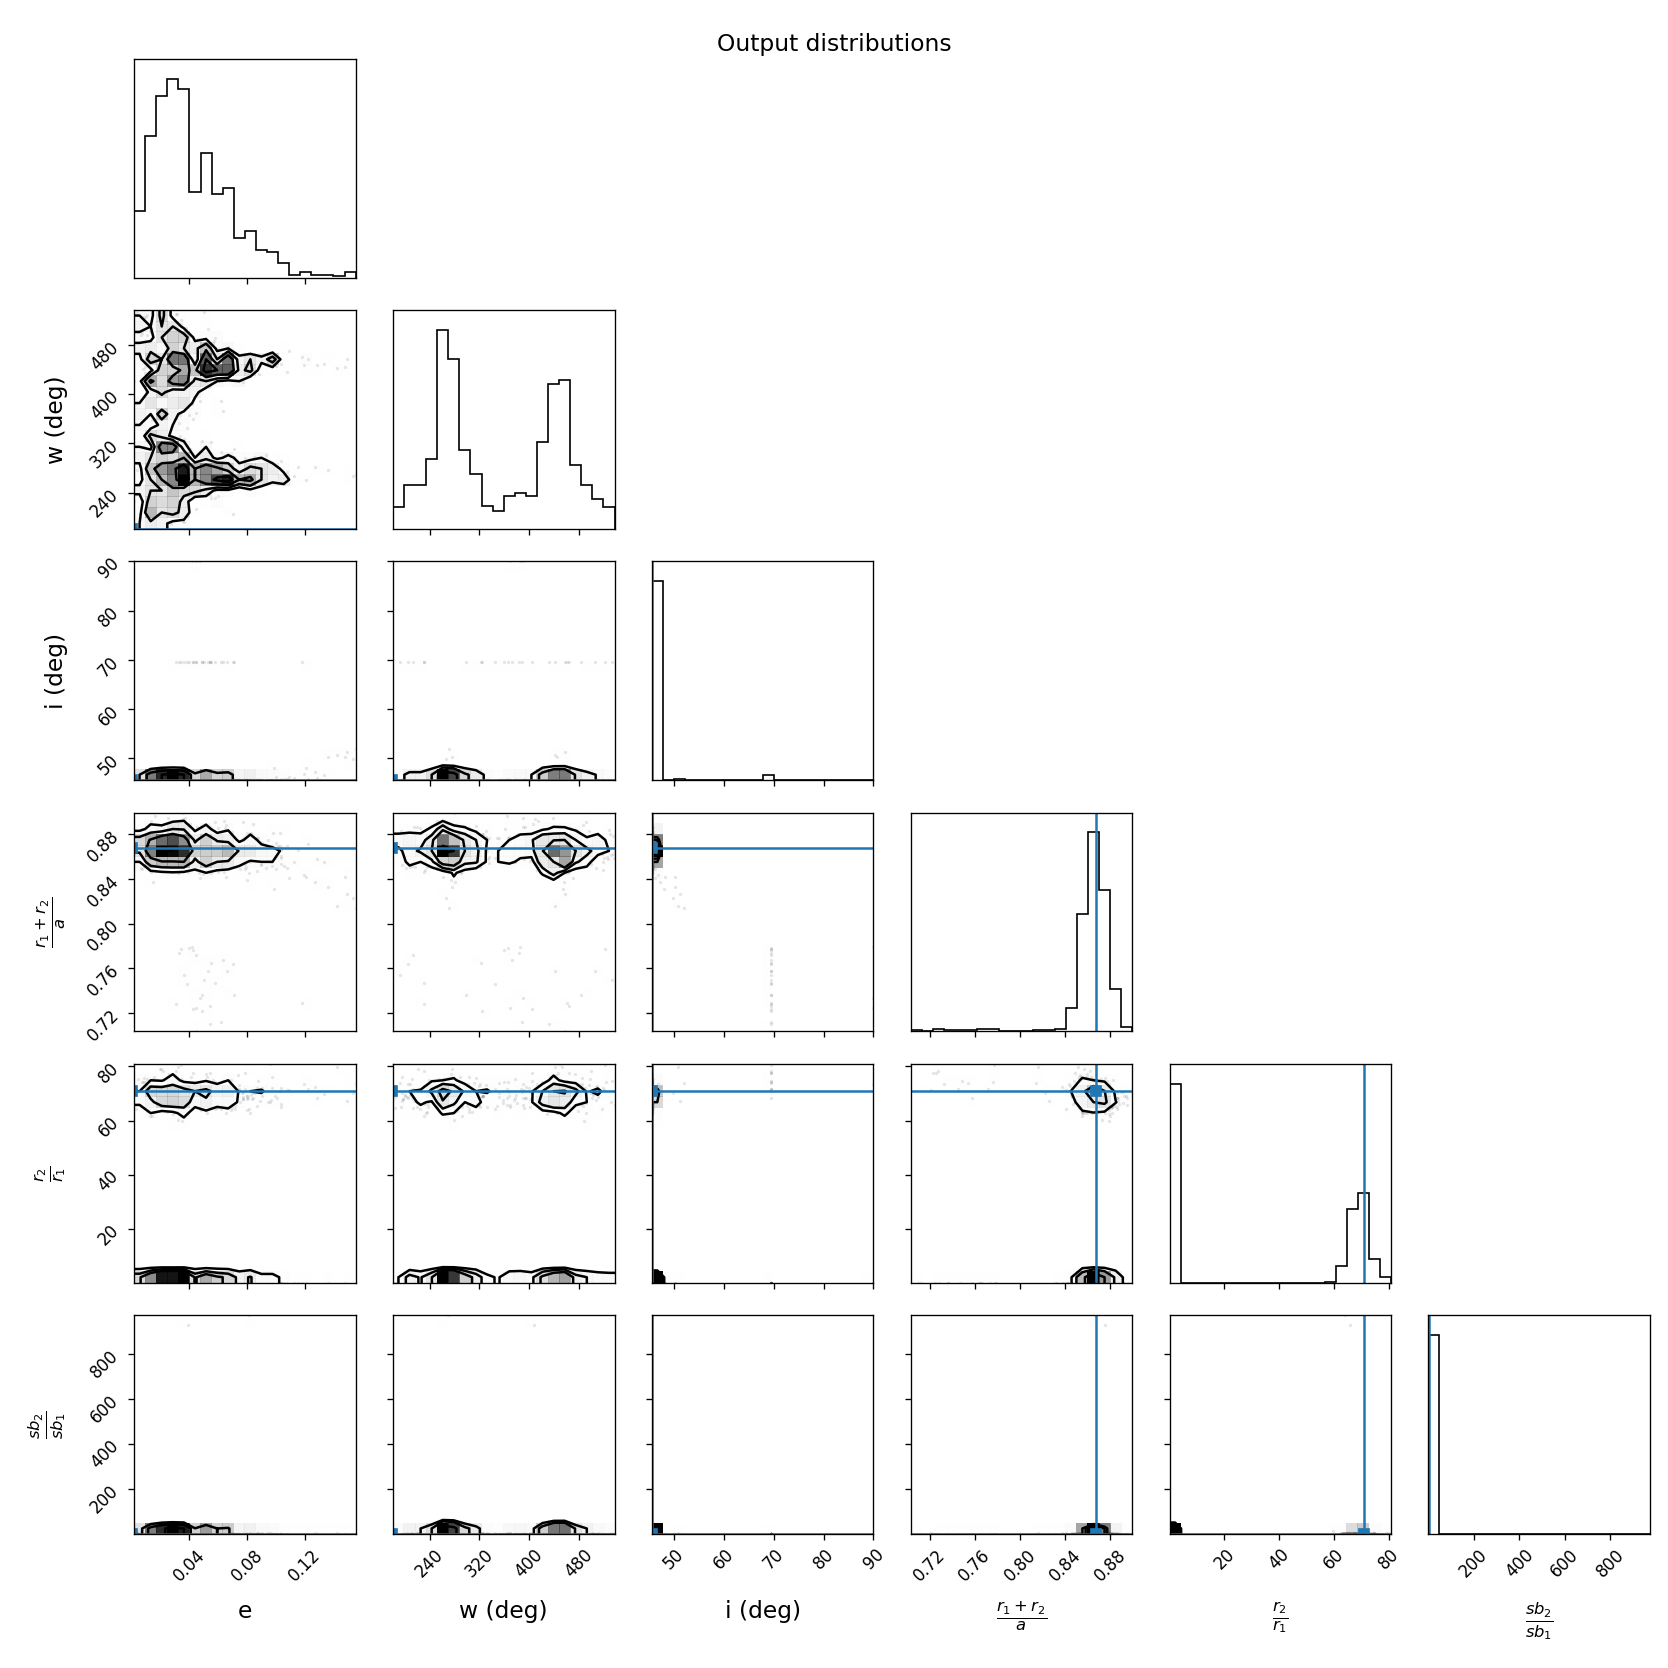 Output distributions
w (deg)
480
400
320
240
i (deg)
90
80
70
60
50
r₁ + r₂
a
0.88
0.84
0.80
0.76
0.72
r₂
r₁
80
60
40
20
sb₂
sb₁
800
600
400
200
0.04 0.08 0.12 240 320 400 480 50 60 70 80 90 0.72 0.76 0.80 0.84 0.88 20 40 60 80 200 400 600 800
e w (deg) i (deg) r₁ + r₂ r₂ sb₂
a r₁ sb₁